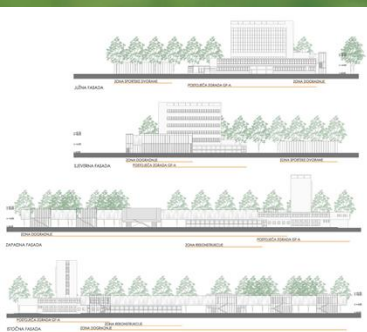 ZONA SPORTSKE DVORANE
ZONA DOGRADNJE
JUŽNA FASADA
POSTOJEĆA ZGRADA GF-A
ZONA DOGRADNJE
ZONA SPORTSKE DVORANE
SJEVERNA FASADA
POSTOJEĆA ZGRADA GF-A
ZONA DOGRADNJE
ZONA REKONSTRUKCIJE
POSTOJEĆA ZGRADA GF-A
ZAPADNA FASADA
POSTOJEĆA ZGRADA GF-A
ZONA REKONSTRUKCIJE
ISTOČNA FASADA
ZONA DOGRADNJE